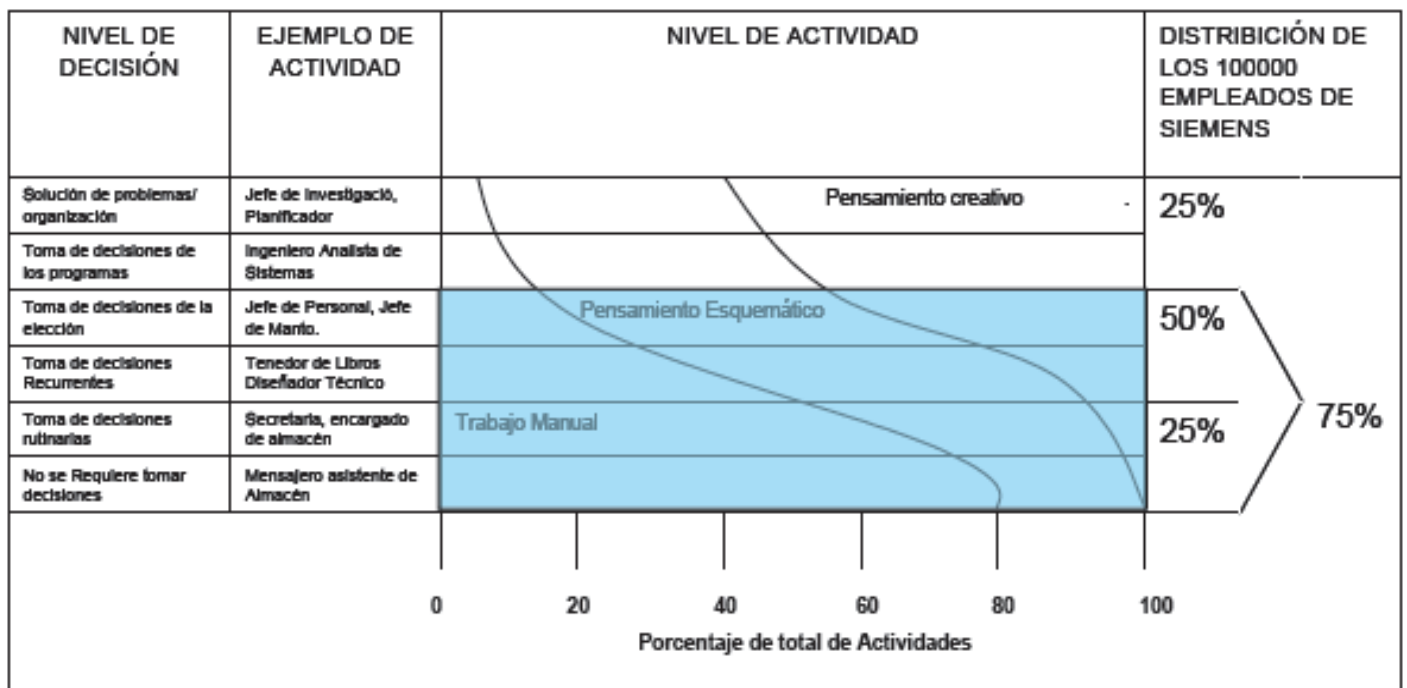 NIVEL DE
DECISIÓN
EJEMPLO DE
ACTIVIDAD
NIVEL DE ACTIVIDAD
DISTRIBICIÓN DE
LOS 100000
EMPLEADOS DE
SIEMENS
Solución de problemas/
organización
Jefe de Investigació,
Planificador
Pensamiento creativo
25%
Toma de decisiones de
los programas
Ingeniero Analista de
Sistemas
Toma de decisiones de la
elección
Jefe de Personal, Jefe
de Manto.
Pensamiento Esquemático
50%
Toma de decisiones
Recurrentes
Tenedor de Libros
Diseñador Técnico
Toma de decisiones
rutinarias
Secretaria, encargado
de almacén
Trabajo Manual
25%
75%
No se Requiere tomar
decisiones
Mensajero asistente de
Almacén
0 20 40 60 80 100
Porcentaje de total de Actividades